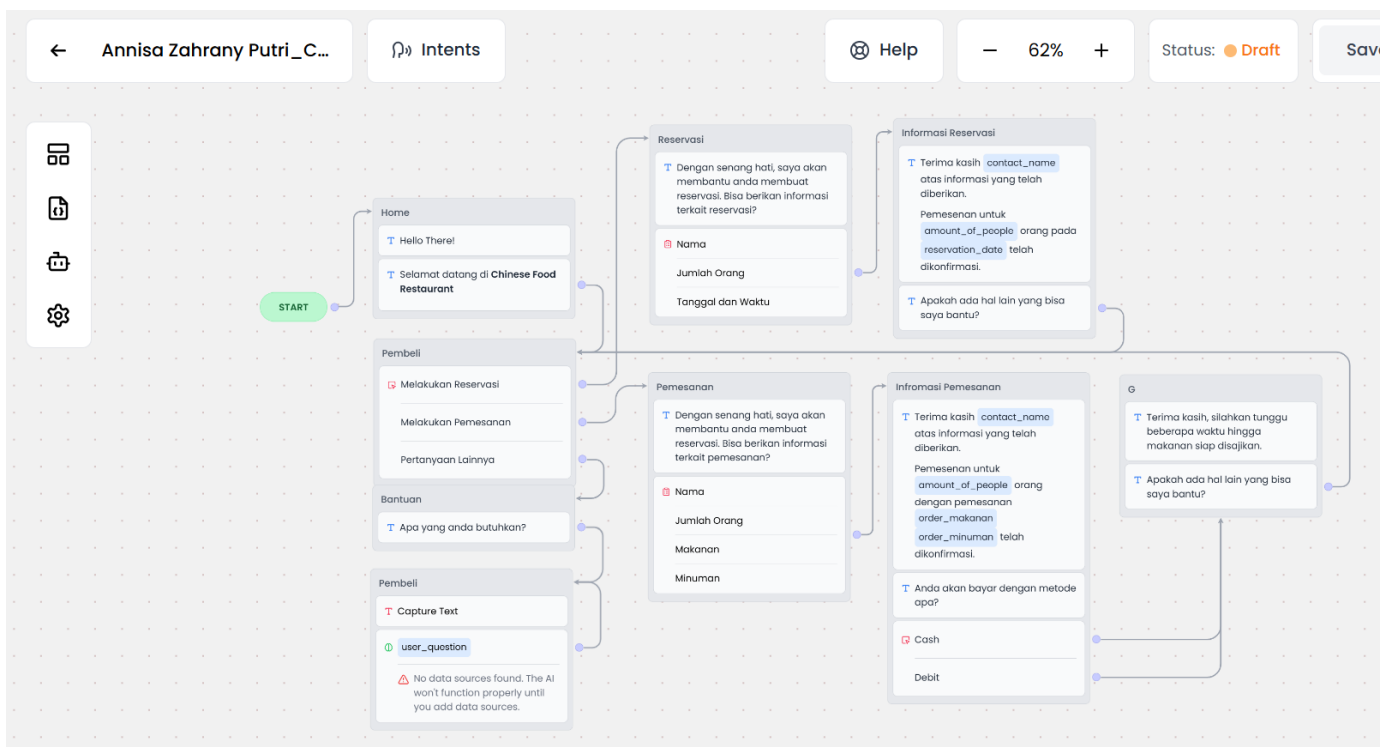 Annisa Zahrany Putri_C...
Intents
Help
62%
Status: Draft
START
Home
Hello There!
Selamat datang di Chinese Food
Restaurant
Pembeli
Melakukan Reservasi
Melakukan Pemesanan
Pertanyaan Lainnya
Bantuan
Apa yang anda butuhkan?
Pembeli
Capture Text
user_question
No data sources found. The AI
won't function properly until
you add data sources.
Reservasi
Dengan senang hati, saya akan
membantu anda membuat
reservasi. Bisa berikan informasi
terkait reservasi?
Nama
Jumlah Orang
Tanggal dan Waktu
Informasi Reservasi
Terima kasih contact_name
atas informasi yang telah
diberikan.
Pemesenan untuk
amount_of_people orang pada
reservation_date telah
dikonfirmasi.
Apakah ada hal lain yang bisa
saya bantu?
Pemesanan
Dengan senang hati, saya akan
membantu anda membuat
reservasi. Bisa berikan informasi
terkait pemesanan?
Nama
Jumlah Orang
Makanan
Minuman
Infromasi Pemesanan
Terima kasih contact_name
atas informasi yang telah
diberikan.
Pemesenan untuk
amount_of_people orang
dengan pemesanan
order_makanan
order_minuman telah
dikonfirmasi.
Anda akan bayar dengan metode
apa?
Cash
Debit
G
Terima kasih, silahkan tunggu
beberapa waktu hingga
makanan siap disajikan.
Apakah ada hal lain yang bisa
saya bantu?